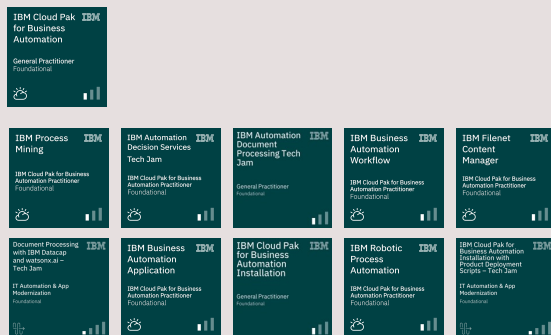 IBM Cloud Pak IBM
for Business
Automation
General Practitioner
Foundational
IBM Process IBM
Mining
IBM Cloud Pak for Business
Automation Practitioner
Foundational
IBM Automation IBM
Decision Services
Tech Jam
IBM Cloud Pak for Business
Automation Practitioner
Foundational
IBM Automation IBM
Document
Processing Tech
Jam
General Practitioner
Foundational
IBM Business IBM
Automation
Workflow
IBM Cloud Pak for Business
Automation Practitioner
Foundational
IBM Filenet IBM
Content
Manager
IBM Cloud Pak for Business
Automation Practitioner
Foundational
Document Processing IBM
with IBM Datacap
and watsonx.ai –
Tech Jam
IT Automation & App
Modernization
Foundational
IBM Business IBM
Automation
Application
IBM Cloud Pak for Business
Automation Practitioner
Foundational
IBM Cloud Pak IBM
for Business
Automation
Installation
General Practitioner
Foundational
IBM Robotic IBM
Process
Automation
IBM Cloud Pak for Business
Automation Practitioner
Foundational
IBM Cloud Pak for IBM
Business Automation
Installation with
Product Deployment
Scripts – Tech Jam
IT Automation & App
Modernization
Foundational